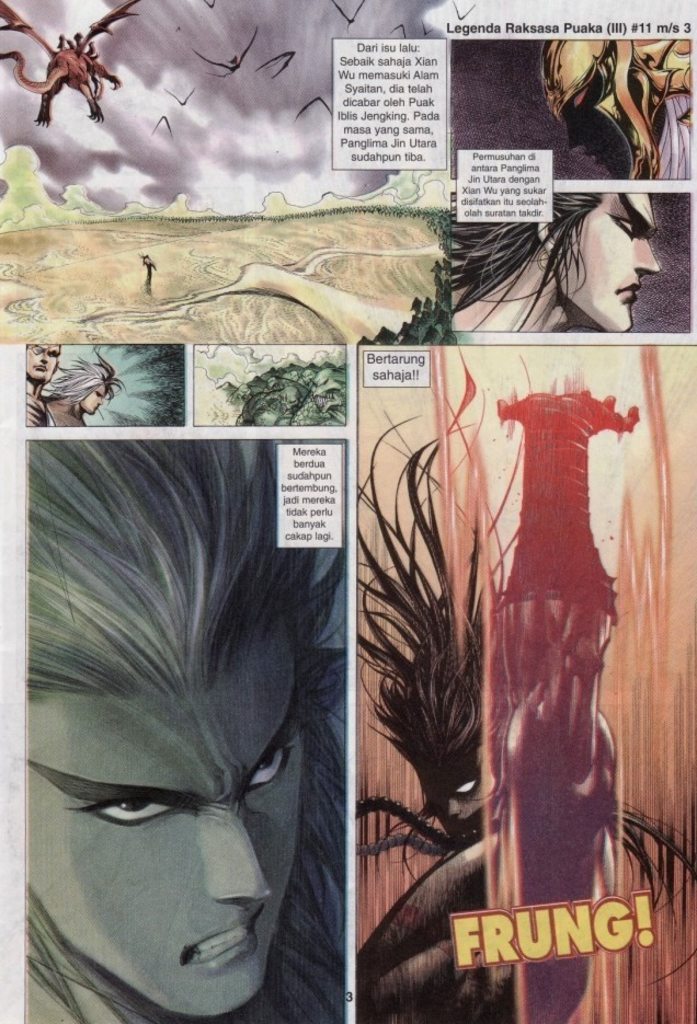 Legenda Raksasa Puaka (III) #11 m/s 3
Dari isu lalu:
Sebaik sahaja Xian
Wu memasuki Alam
Syaitan, dia telah
dicabar oleh Puak
Iblis Jengking. Pada
masa yang sama,
Panglima Jin Utara
sudahpun tiba.
Permusuhan di
antara Panglima
Jin Utara dengan
Xian Wu yang sukar
disifatkan itu seolah-
olah suratan takdir.
Bertarung
sahaja!!
Mereka
berdua
sudahpun
bertembung,
jadi mereka
tidak perlu
banyak
cakap lagi.
FRUNG!
3